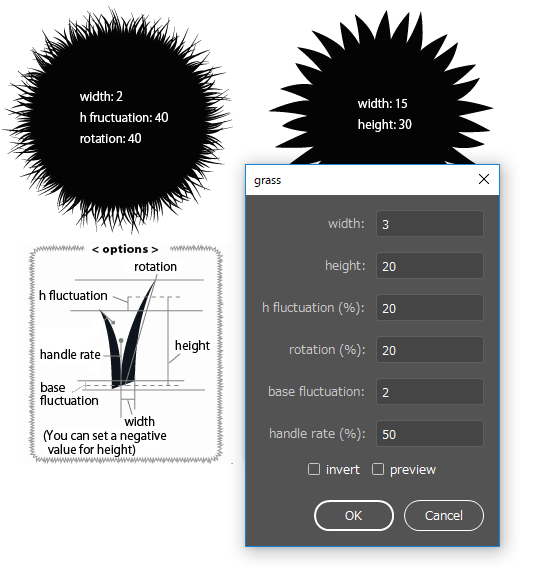 width: 2
h fructuation: 40
rotation: 40
width: 15
height: 30
< options >
rotation
h fluctuation
handle rate
height
base
fluctuation
width
(You can set a negative
value for height)
grass
width: 3
height: 20
h fluctuation (%): 20
rotation (%): 20
base fluctuation: 2
handle rate (%): 50
invert preview
OK Cancel